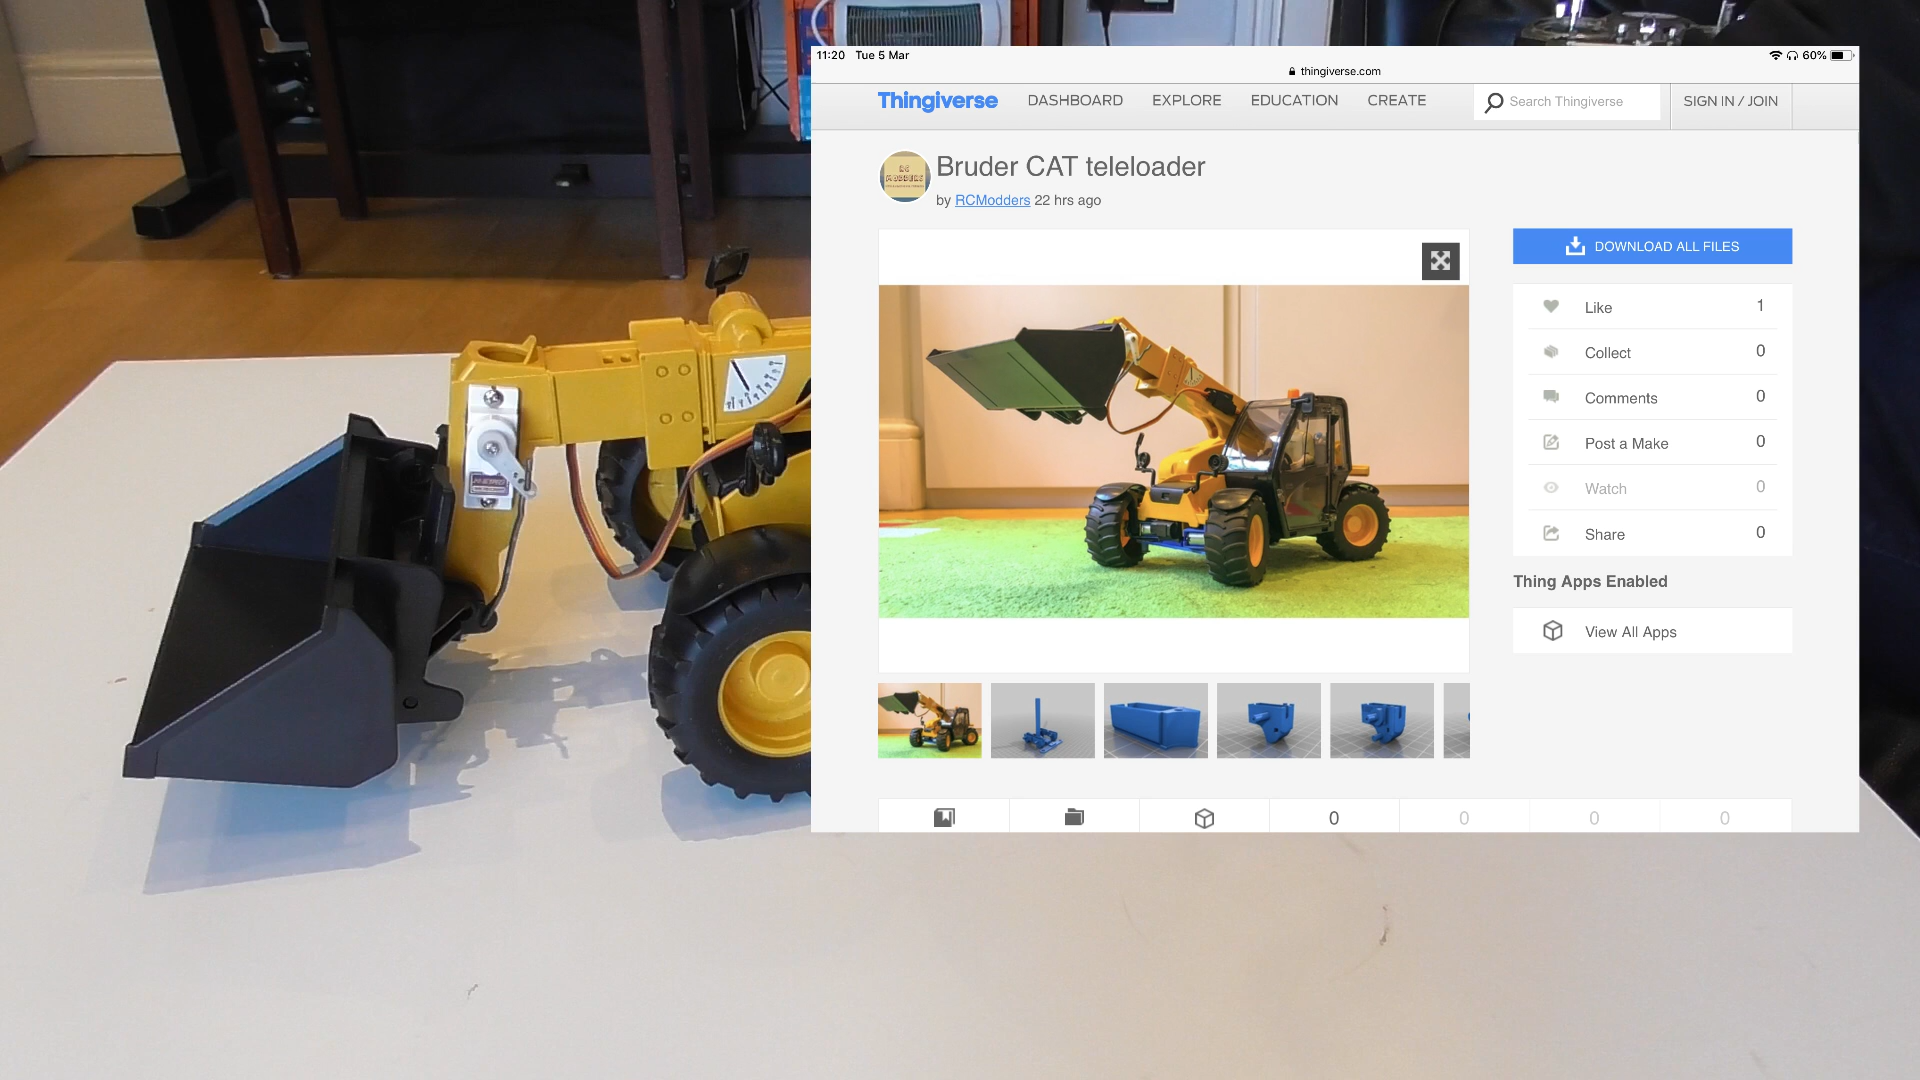 11:20 Tue 5 Mar
60%
thingiverse.com
Thingiverse
DASHBOARD
EXPLORE
EDUCATION
CREATE
Search Thingiverse
SIGN IN / JOIN
Bruder CAT teleloader
by RCModders 22 hrs ago
DOWNLOAD ALL FILES
Like 1
Collect 0
Comments 0
Post a Make 0
Watch 0
Share 0
Thing Apps Enabled
View All Apps
0 0 0 0